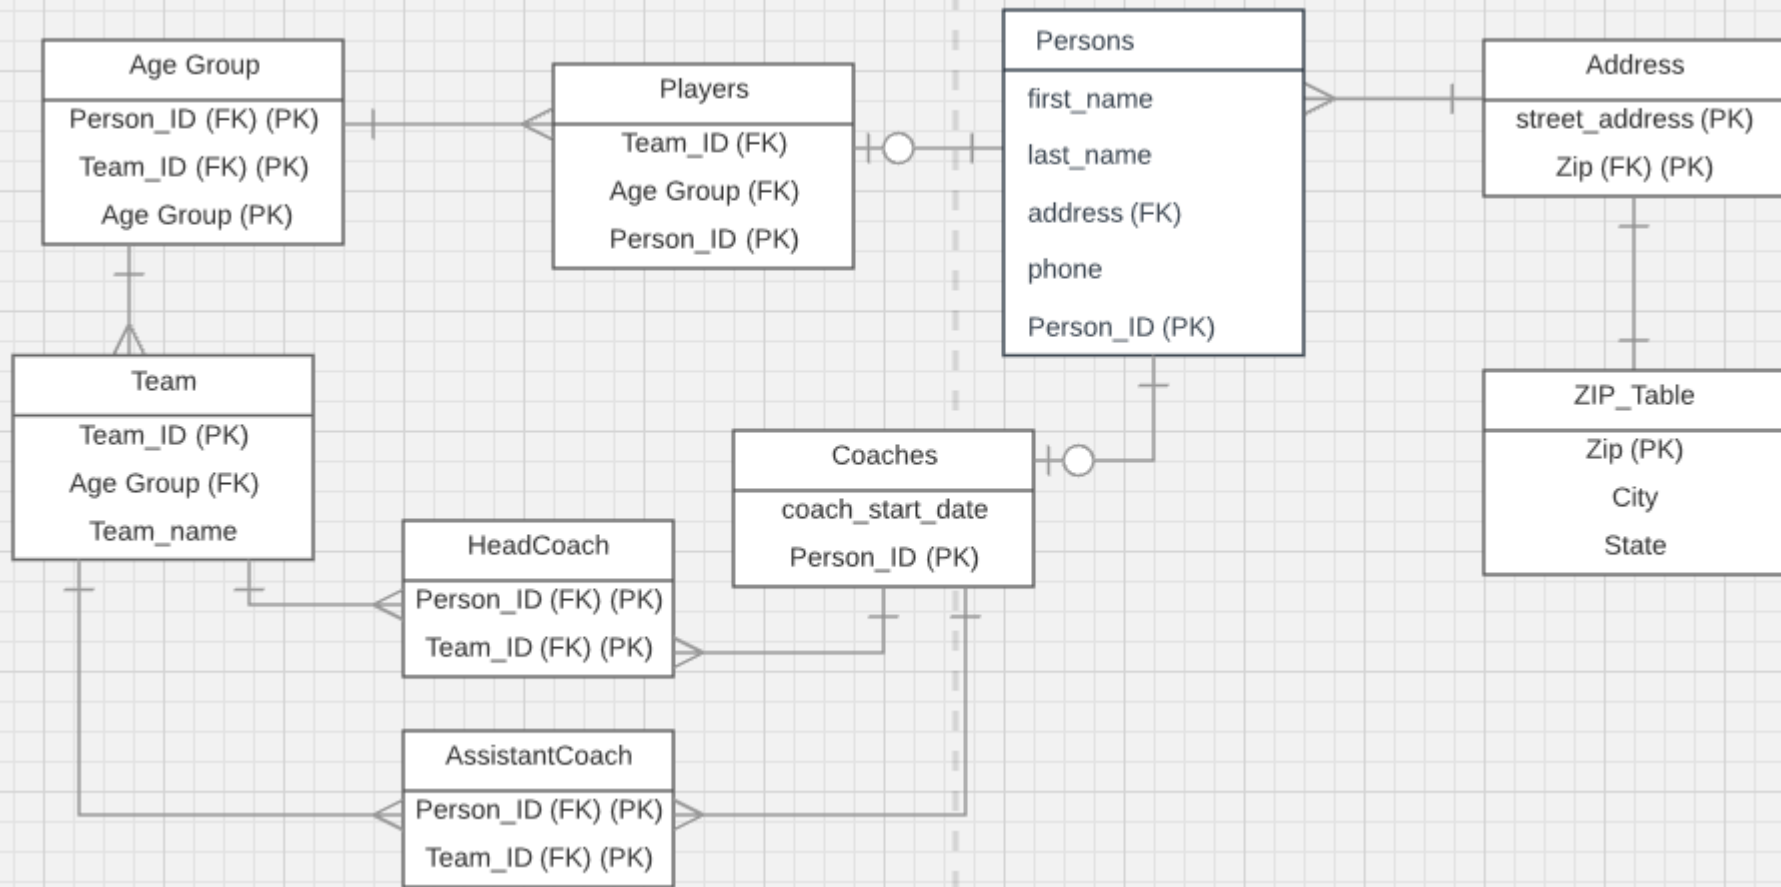 Age Group
Person_ID (FK) (PK)
Team_ID (FK) (PK)
Age Group (PK)
Players
Team_ID (FK)
Age Group (FK)
Person_ID (PK)
Persons
first_name
last_name
address (FK)
phone
Person_ID (PK)
Address
street_address (PK)
Zip (FK) (PK)
Team
Team_ID (PK)
Age Group (FK)
Team_name
HeadCoach
Person_ID (FK) (PK)
Team_ID (FK) (PK)
Coaches
coach_start_date
Person_ID (PK)
ZIP_Table
Zip (PK)
City
State
AssistantCoach
Person_ID (FK) (PK)
Team_ID (FK) (PK)